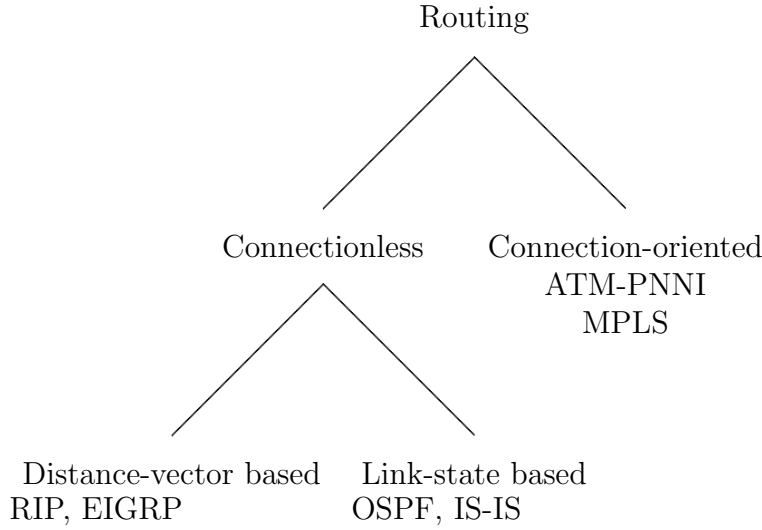 Routing
Connectionless
Connection-oriented
ATM-PNNI
MPLS
Distance-vector based
RIP, EIGRP
Link-state based
OSPF, IS-IS